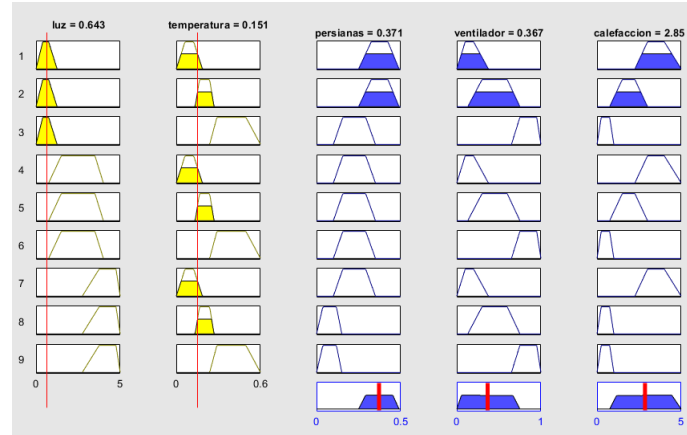 luz = 0.643 temperatura = 0.151
persianas = 0.371 ventilador = 0.367 calefaccion = 2.85
1
2
3
4
5
6
7
8
9
0 5 0 0.6
0 0.5 0 1 0 5